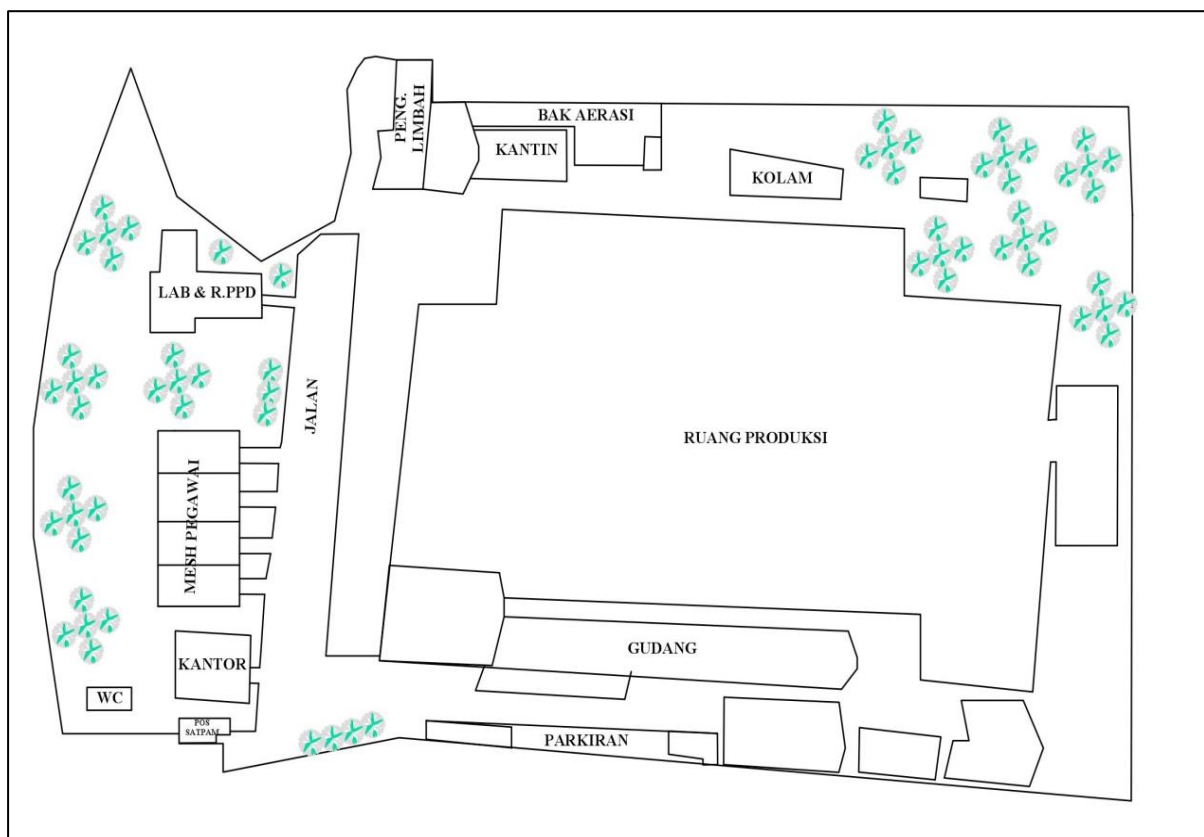 PENG.
LIMBAH
BAK AERASI
KANTIN
KOLAM
LAB & R.PPD
JALAN
RUANG PRODUKSI
MESH PEGAWAI
GUDANG
KANTOR
WC
POS
SATPAM
PARKIRAN